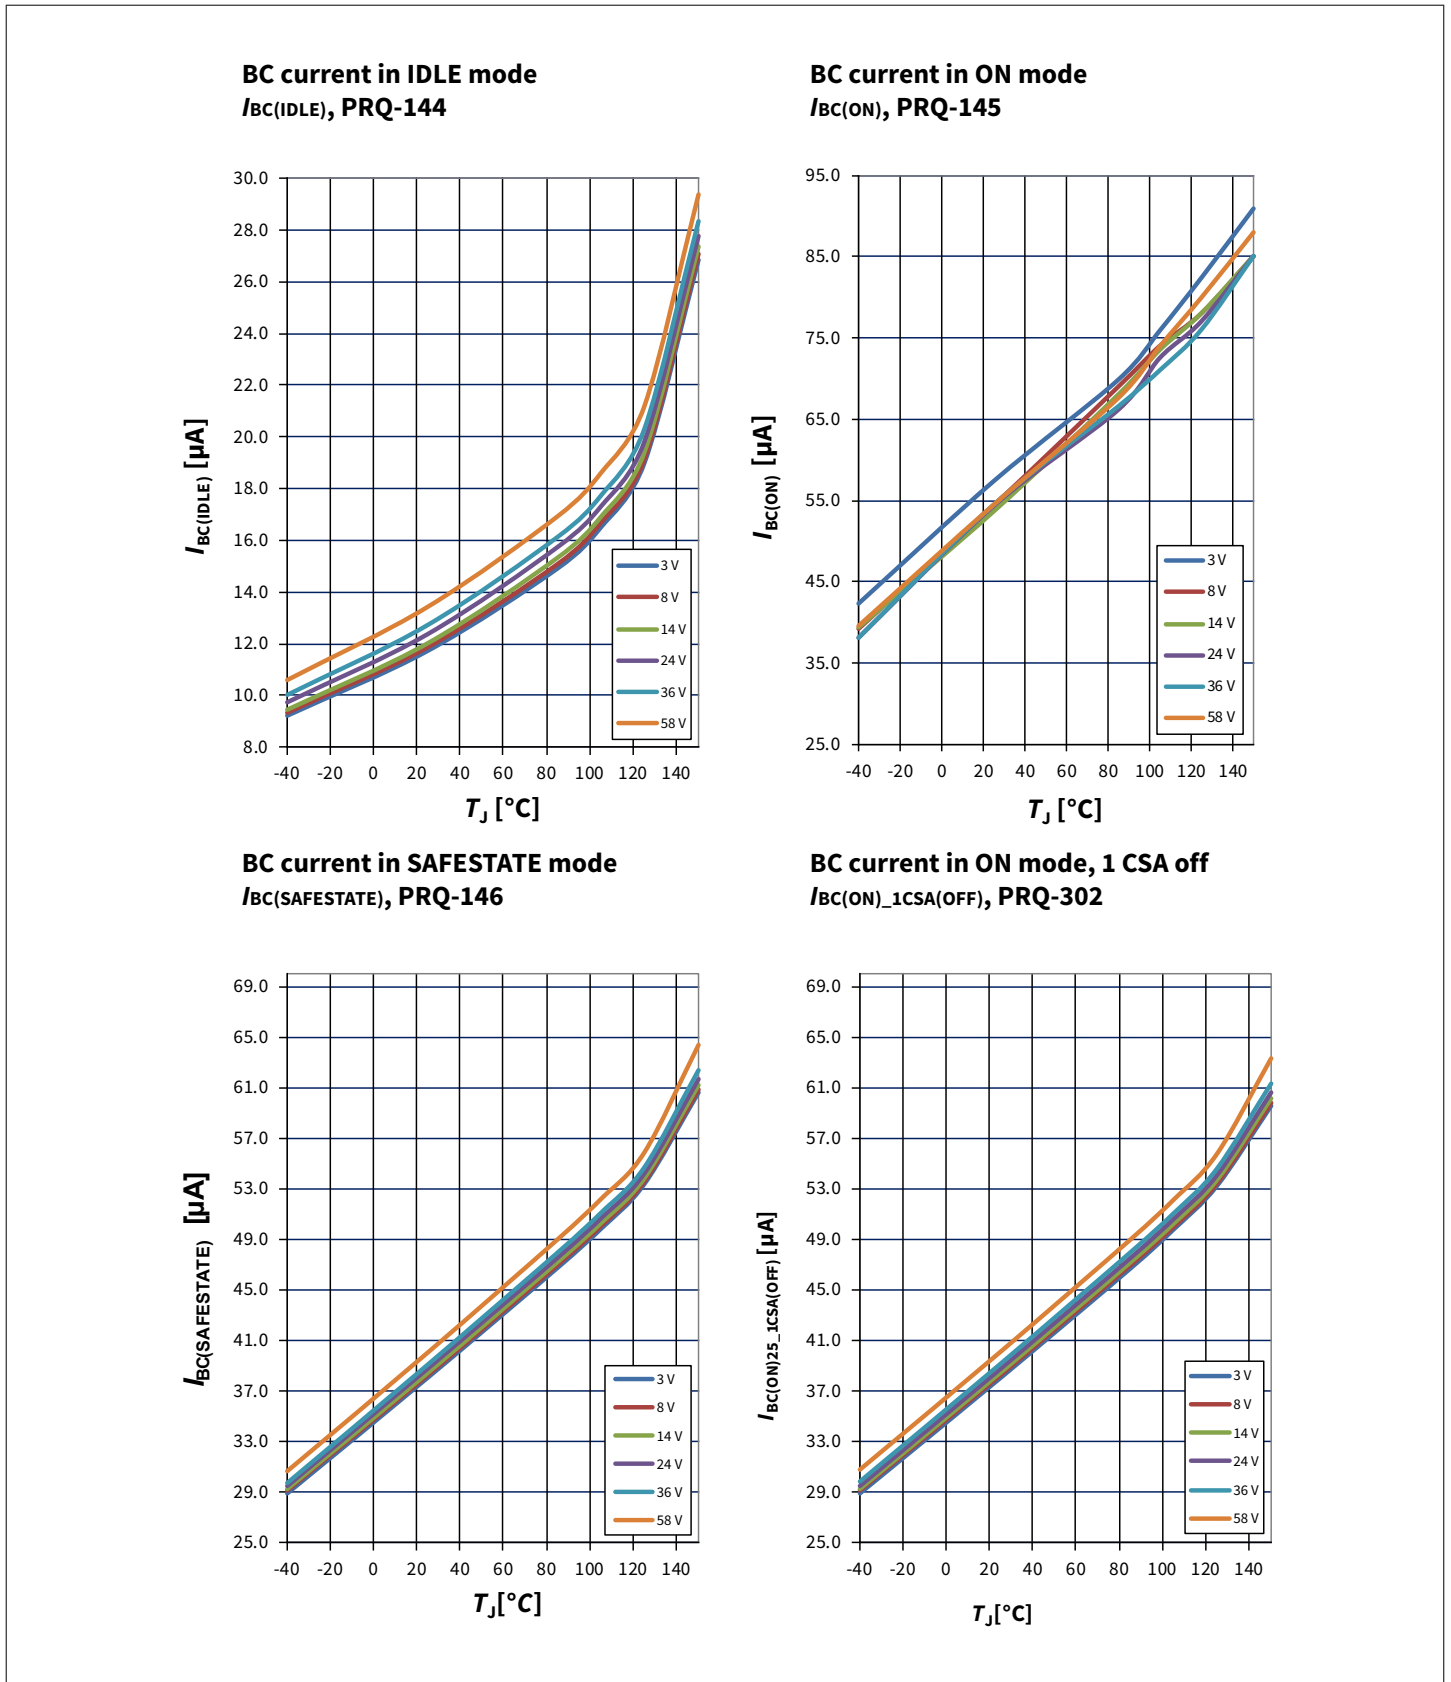 BC current in IDLE mode
IBC(IDLE), PRQ-144
30.0
28.0
26.0
24.0
22.0
20.0
18.0
16.0
14.0
12.0
10.0
8.0
IBC(IDLE) [µA]
3 V
8 V
14 V
24 V
36 V
58 V
-40 -20 0 20 40 60 80 100 120 140
TJ [°C]
BC current in ON mode
IBC(ON), PRQ-145
95.0
85.0
75.0
65.0
55.0
45.0
35.0
25.0
IBC(ON) [µA]
3 V
8 V
14 V
24 V
36 V
58 V
-40 -20 0 20 40 60 80 100 120 140
TJ [°C]
BC current in SAFESTATE mode
IBC(SAFESTATE), PRQ-146
69.0
65.0
61.0
57.0
53.0
49.0
45.0
41.0
37.0
33.0
29.0
25.0
IBC(SAFESTATE) [µA]
3 V
8 V
14 V
24 V
36 V
58 V
-40 -20 0 20 40 60 80 100 120 140
TJ[°C]
BC current in ON mode, 1 CSA off
IBC(ON)_1CSA(OFF), PRQ-302
69.0
65.0
61.0
57.0
53.0
49.0
45.0
41.0
37.0
33.0
29.0
25.0
IBC(ON)25_1CSA(OFF) [µA]
3 V
8 V
14 V
24 V
36 V
58 V
-40 -20 0 20 40 60 80 100 120 140
TJ[°C]